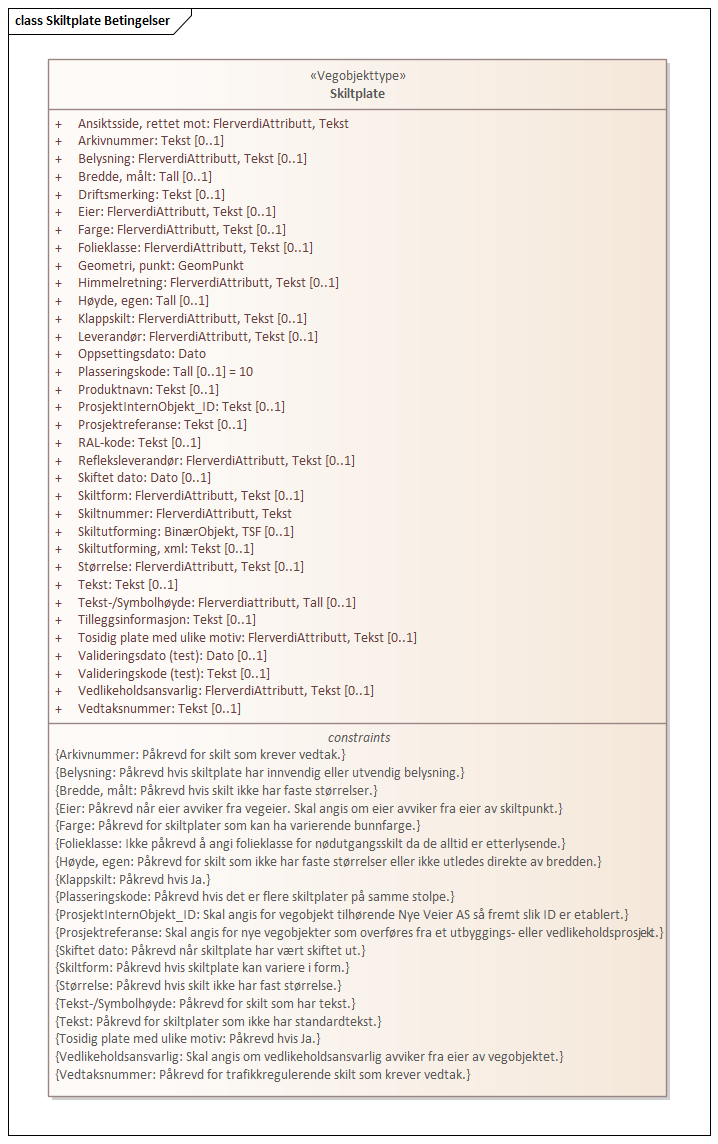 class Skiltplate Betingelser
«Vegobjekttype»
Skiltplate
+ Ansiktsside, rettet mot: FlerverdiAttributt, Tekst
+ Arkivnummer: Tekst [0..1]
+ Belysning: FlerverdiAttributt, Tekst [0..1]
+ Bredde, målt: Tall [0..1]
+ Driftsmerking: Tekst [0..1]
+ Eier: FlerverdiAttributt, Tekst [0..1]
+ Farge: FlerverdiAttributt, Tekst [0..1]
+ Folieklasse: FlerverdiAttributt, Tekst [0..1]
+ Geometri, punkt: GeomPunkt
+ Himmelretning: FlerverdiAttributt, Tekst [0..1]
+ Høyde, egen: Tall [0..1]
+ Klappskilt: FlerverdiAttributt, Tekst [0..1]
+ Leverandør: FlerverdiAttributt, Tekst [0..1]
+ Oppsettingsdato: Dato
+ Plasseringskode: Tall [0..1] = 10
+ Produktnavn: Tekst [0..1]
+ ProsjektInternObjekt_ID: Tekst [0..1]
+ Prosjektreferanse: Tekst [0..1]
+ RAL-kode: Tekst [0..1]
+ Refleksleverandør: FlerverdiAttributt, Tekst [0..1]
+ Skiftet dato: Dato [0..1]
+ Skiltform: FlerverdiAttributt, Tekst [0..1]
+ Skiltnummer: FlerverdiAttributt, Tekst
+ Skiltutforming: BinærObjekt, TSF [0..1]
+ Skiltutforming, xml: Tekst [0..1]
+ Størrelse: FlerverdiAttributt, Tekst [0..1]
+ Tekst: Tekst [0..1]
+ Tekst-/Symbolhøyde: Flerverdiattributt, Tall [0..1]
+ Tilleggsinformasjon: Tekst [0..1]
+ Tosidig plate med ulike motiv: FlerverdiAttributt, Tekst [0..1]
+ Valideringsdato (test): Dato [0..1]
+ Valideringskode (test): Tekst [0..1]
+ Vedlikeholdsansvarlig: FlerverdiAttributt, Tekst [0..1]
+ Vedtaksnummer: Tekst [0..1]
constraints
{Arkivnummer: Påkrevd for skilt som krever vedtak.}
{Belysning: Påkrevd hvis skiltplate har innvendig eller utvendig belysning.}
{Bredde, målt: Påkrevd hvis skilt ikke har faste størrelser.}
{Eier: Påkrevd når eier avviker fra vegeier. Skal angis om eier avviker fra eier av skiltpunkt.}
{Farge: Påkrevd for skiltplater som kan ha varierende bunnfarge.}
{Folieklasse: Ikke påkrevd å angi folieklasse for nødutgangsskilt da de alltid er etterlysende.}
{Høyde, egen: Påkrevd for skilt som ikke har faste størrelser eller ikke utledes direkte av bredden.}
{Klappskilt: Påkrevd hvis Ja.}
{Plasseringskode: Påkrevd hvis det er flere skiltplater på samme stolpe.}
{ProsjektInternObjekt_ID: Skal angis for vegobjekt tilhørende Nye Veier AS så fremt slik ID er etablert.}
{Prosjektreferanse: Skal angis for nye vegobjekter som overføres fra et utbyggings- eller vedlikeholdsprosjekt.}
{Skiftet dato: Påkrevd når skiltplate har vært skiftet ut.}
{Skiltform: Påkrevd hvis skiltplate kan variere i form.}
{Størrelse: Påkrevd hvis skilt ikke har fast størrelse.}
{Tekst-/Symbolhøyde: Påkrevd for skilt som har tekst.}
{Tekst: Påkrevd for skiltplater som ikke har standardtekst.}
{Tosidig plate med ulike motiv: Påkrevd hvis Ja.}
{Vedlikeholdsansvarlig: Skal angis om vedlikeholdsansvarlig avviker fra eier av vegobjektet.}
{Vedtaksnummer: Påkrevd for trafikkregulerende skilt som krever vedtak.}